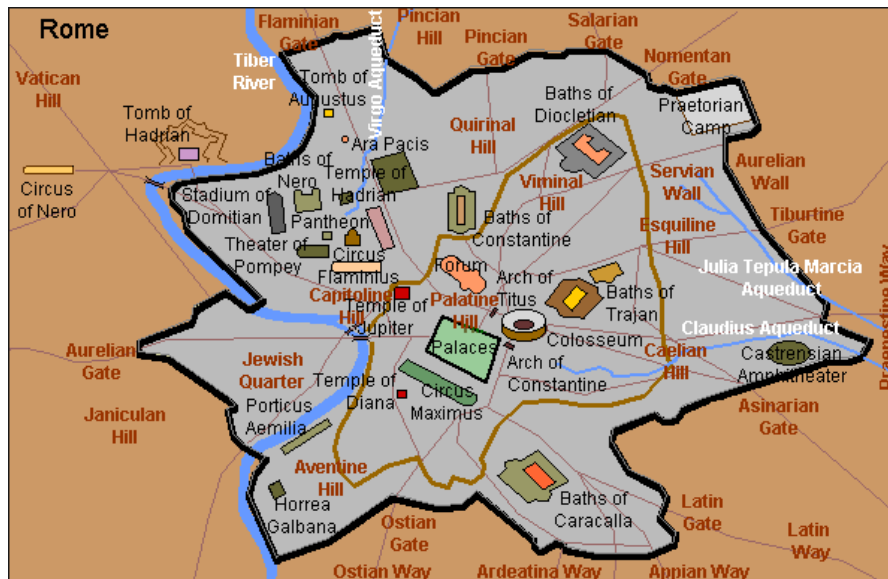 Rome
Flaminian
Gate
Pincian
Hill
Pincian
Gate
Salarian
Gate
Nomentan
Gate
Vatican
Hill
Tiber
River
Tomb of
Augustus
Virgo Aqueduct
Baths of
Diocletian
Praetorian
Camp
Tomb of
Hadrian
Ara Pacis
Quirinal
Hill
Circus
of Nero
Baths of
Nero
Temple of
Hadrian
Viminal
Hill
Servian
Wall
Aurelian
Wall
Stadium of
Domitian
Pantheon
Baths of
Constantine
Esquiline
Hill
Tiburtine
Gate
Theater of
Pompey
Circus
Flaminius
Forum
Arch of
Titus
Julia Tepula Marcia
Aqueduct
Praenestine Way
Capitoline
Hill
Temple of
Jupiter
Palatine
Hill
Baths of
Trajan
Claudius Aqueduct
Aurelian
Gate
Jewish
Quarter
Palaces
Colosseum
Caelian
Hill
Castrensian
Amphitheater
Temple of
Diana
Circus
Maximus
Arch of
Constantine
Janiculan
Hill
Porticus
Aemilia
Asinarian
Gate
Aventine
Hill
Horrea
Galbana
Baths of
Caracalla
Ostian
Gate
Latin
Gate
Latin
Way
Ostian Way
Ardeatina Way
Appian Way